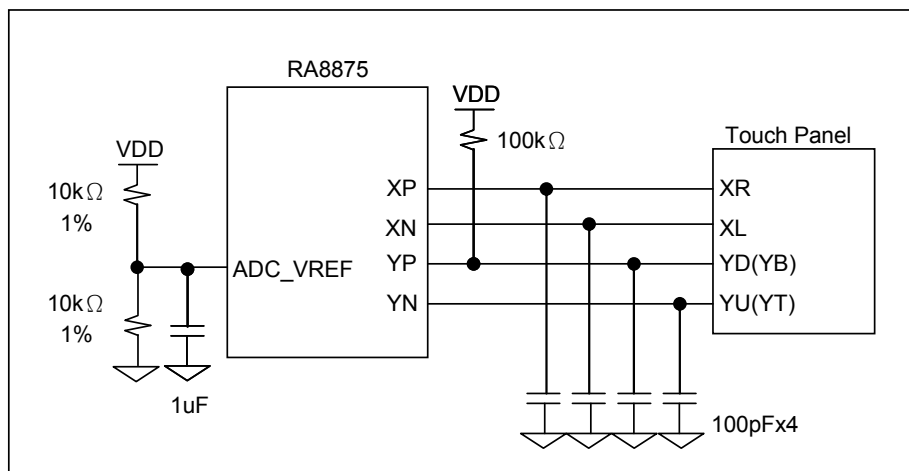 RA8875
VDD
10kΩ
1%
10kΩ
1%
1uF
ADC_VREF
XP
XN
YP
YN
VDD
100kΩ
Touch Panel
XR
XL
YD(YB)
YU(YT)
100pFx4